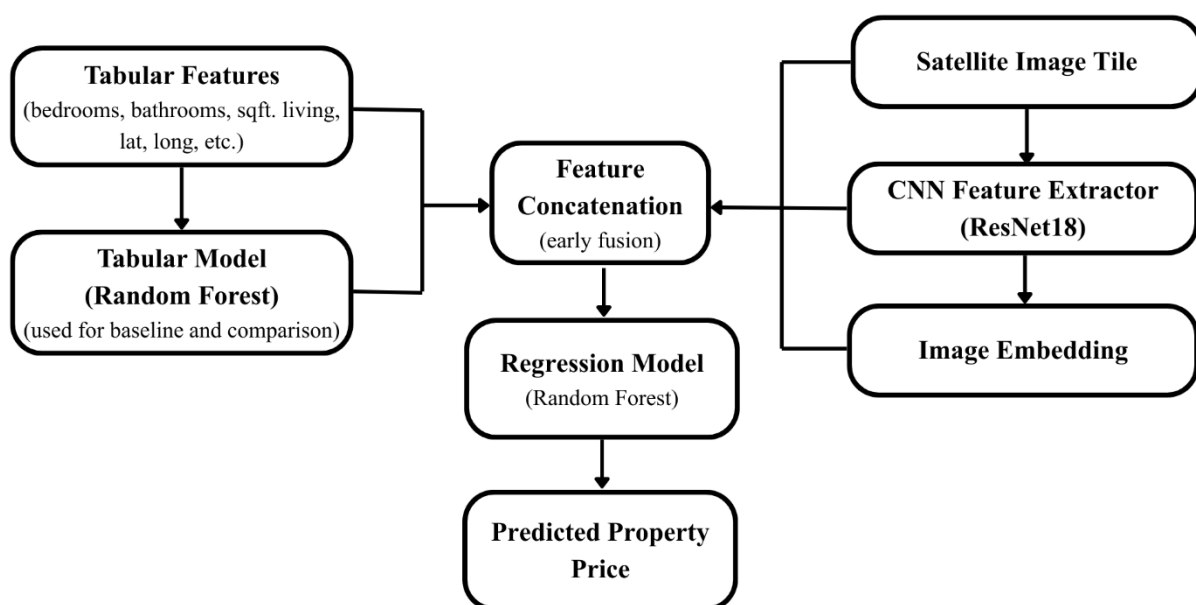 Tabular Features
(bedrooms, bathrooms, sqft. living,
lat, long, etc.)
Tabular Model
(Random Forest)
(used for baseline and comparison)
Feature
Concatenation
(early fusion)
Regression Model
(Random Forest)
Predicted Property
Price
Satellite Image Tile
CNN Feature Extractor
(ResNet18)
Image Embedding